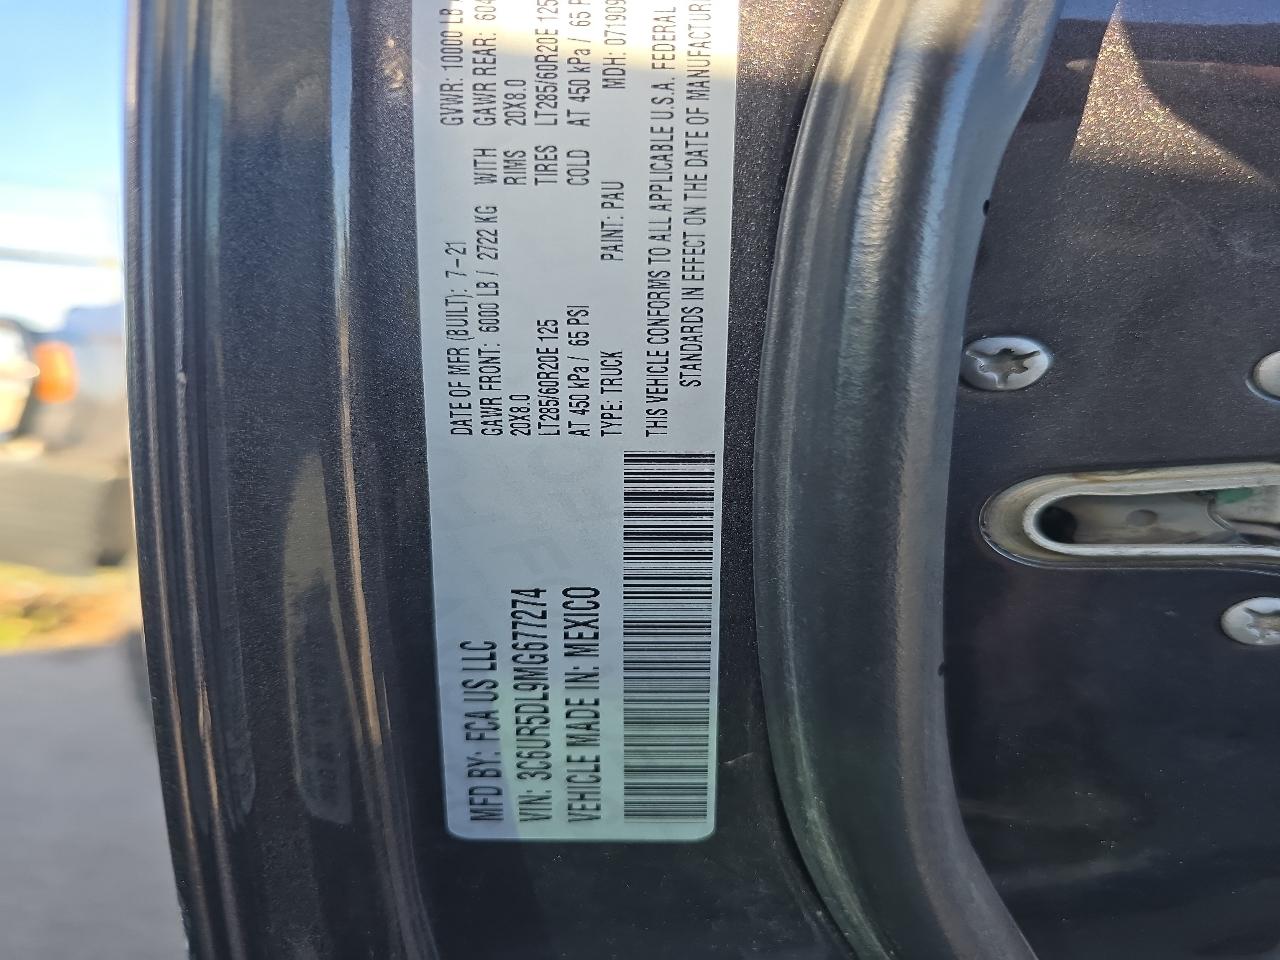 MFD BY: FCA US LLC
VIN: 3C6UR5DL9MG677274
VEHICLE MADE IN: MEXICO
DATE OF MFR (BUILT): 7-21
GVWR: 10000 LB
GAWR FRONT: 6000 LB / 2722 KG WITH
GAWR REAR: 604
20X8.0
RIMS 20X8.0
LT285/60R20E 125
TIRES LT285/60R20E 125
AT 450 kPa / 65 PSI
COLD AT 450 kPa / 65 P
TYPE: TRUCK
PAINT: PAU
MDH: 07190
THIS VEHICLE CONFORMS TO ALL APPLICABLE U.S.A. FEDERAL
STANDARDS IN EFFECT ON THE DATE OF MANUFACTUR